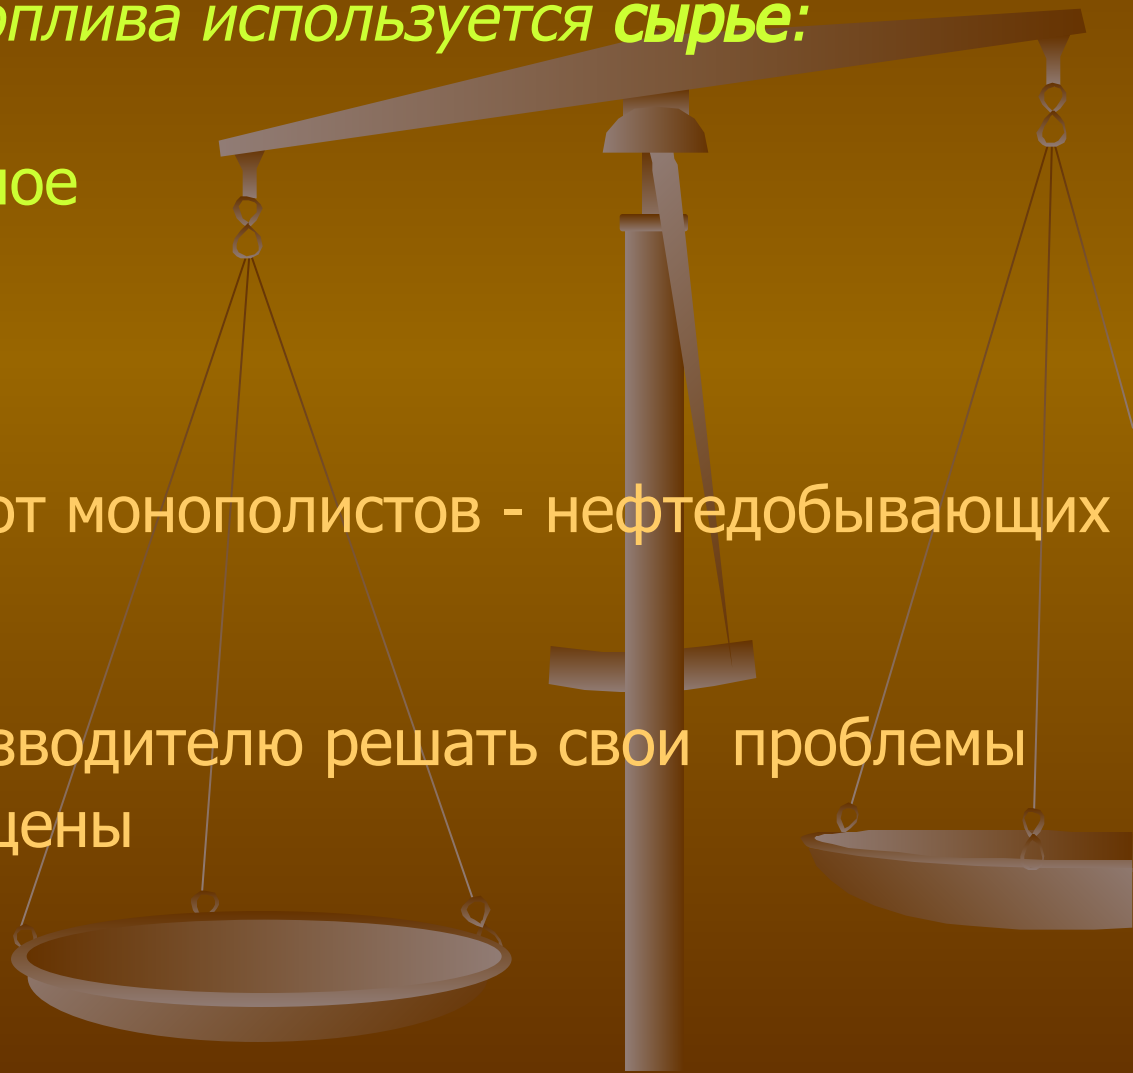 оплива используется сырье:
ное
от монополистов - нефтедобывающих
зводителю решать свои проблемы
цены